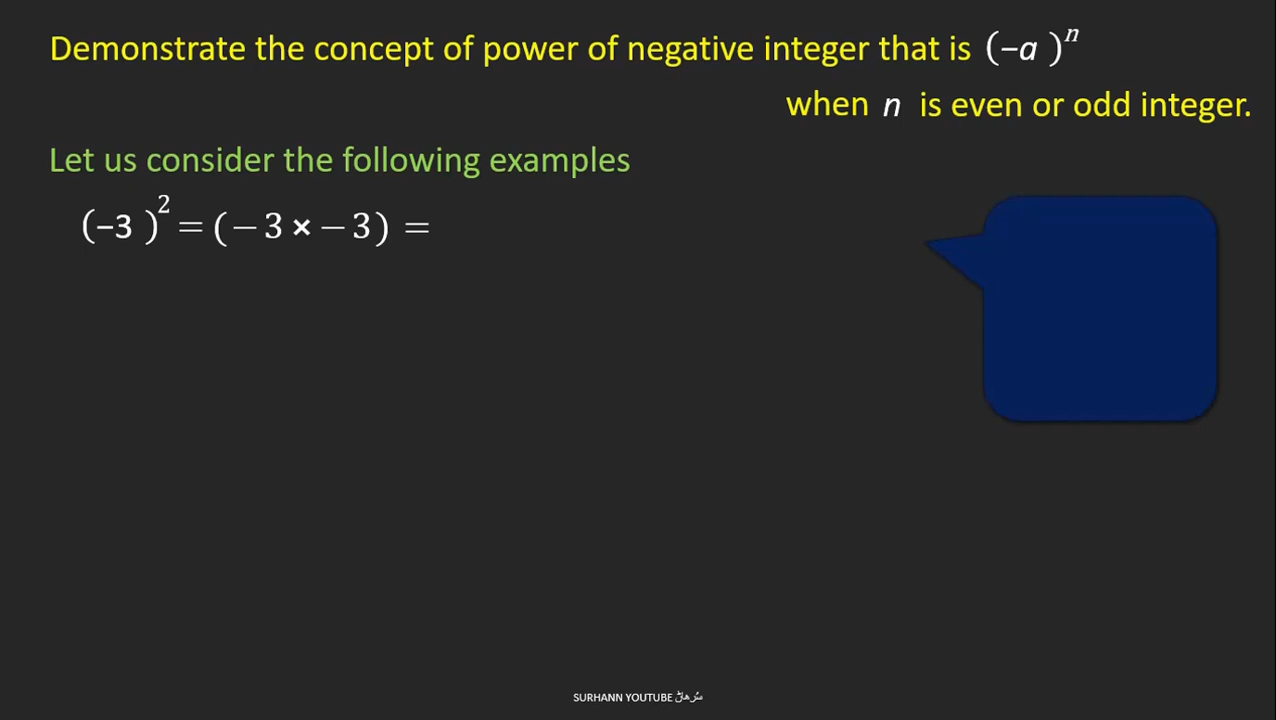 Demonstrate the concept of power of negative integer that is (−a )ⁿ
when n is even or odd integer.
Let us consider the following examples
(−3 )² = (− 3 × − 3) =
SURHANN YOUTUBE سُرهاݨ